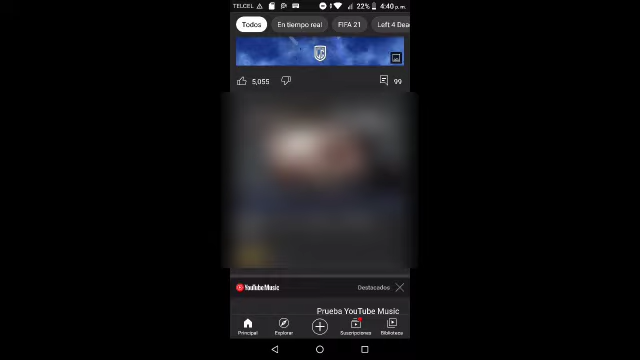 TELCEL 22% 4:40 p.m.
Todos En tiempo real FIFA 21 Left 4 Dea
5,055 99
YouTube Music Destacados
Prueba YouTube Music
Principal Explorar Suscripciones Biblioteca